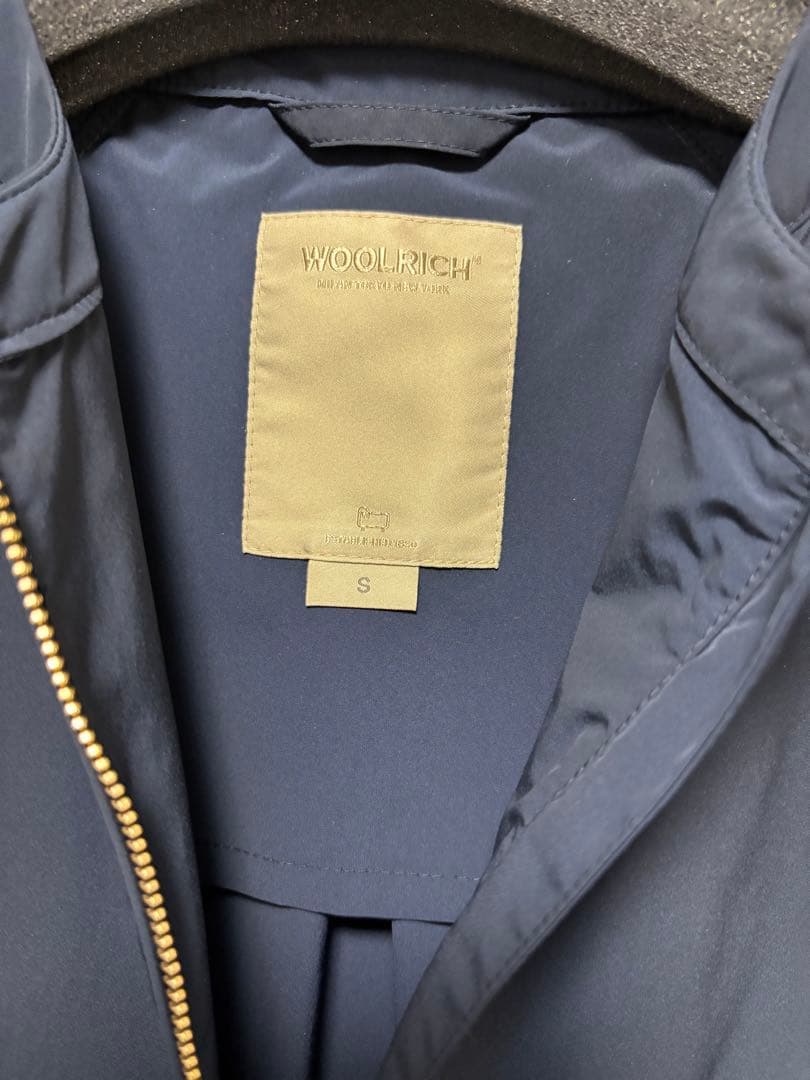 WOOLRICH
MILAN TOKYO NEW YORK
ESTABLISHED 1830
S